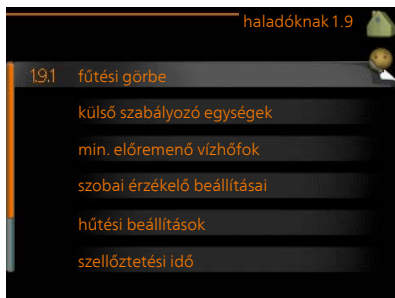 haladóknak 1.9
1.9.1 fűtési görbe
külső szabályozó egységek
min. előremenő vízhőfok
szobai érzékelő beállításai
hűtési beállítások
szellőztetési idő